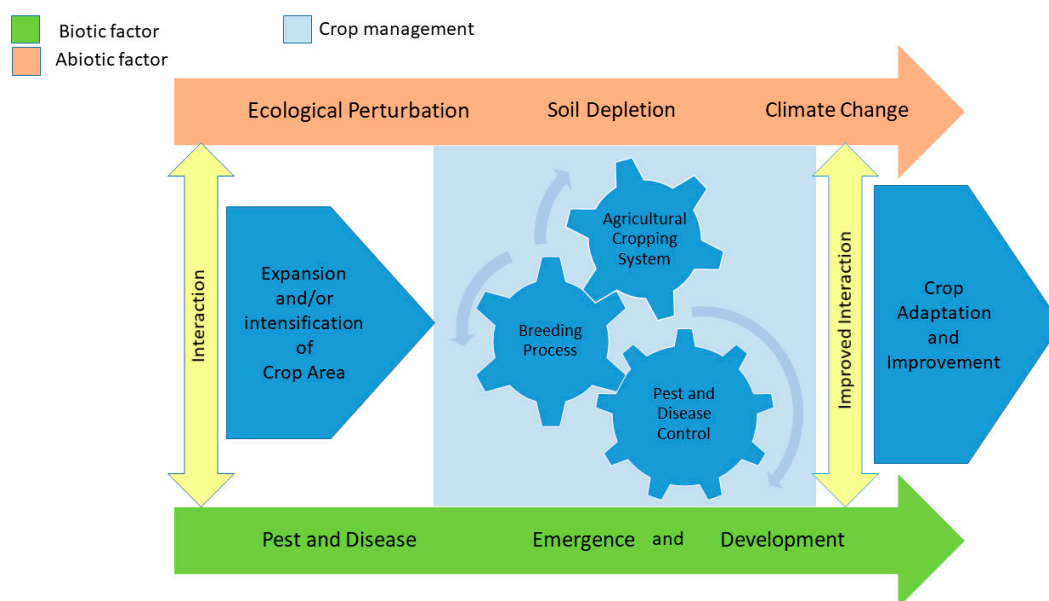 Biotic factor
Crop management
Abiotic factor
Ecological Perturbation
Soil Depletion
Climate Change
Interaction
Expansion
and/or
intensification
of
Crop Area
Agricultural
Cropping
System
Breeding
Process
Pest and
Disease
Control
Improved Interaction
Crop
Adaptation
and
Improvement
Pest and Disease
Emergence and Development